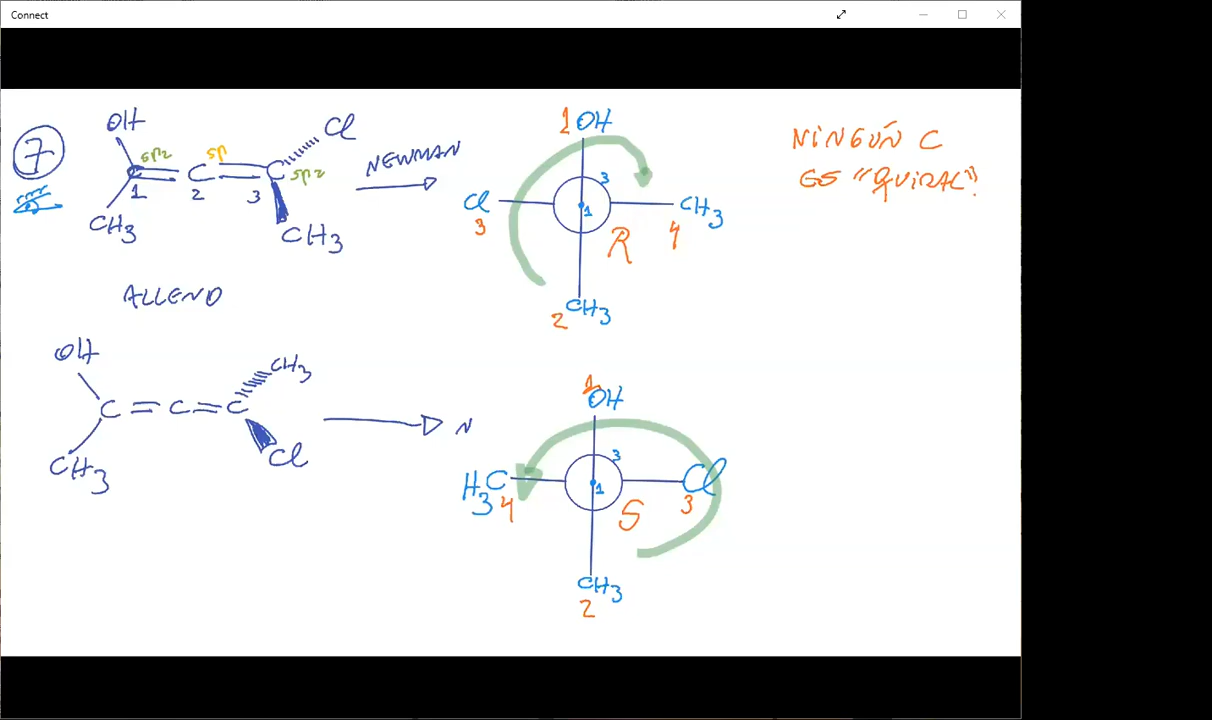 Connect
7
OH
sp2
sp
Cl
C
C
sp2
1
2
3
CH3
CH3
NEWMAN
1 OH
3
Cl
1
CH3
3
R
4
2 CH3
NINGÚN C
ES "QUIRAL"!
ALLENO
OH
CH3
C = C = C
CH3
Cl
N
1
OH
3
H3C
1
Cl
4
S
3
CH3
2